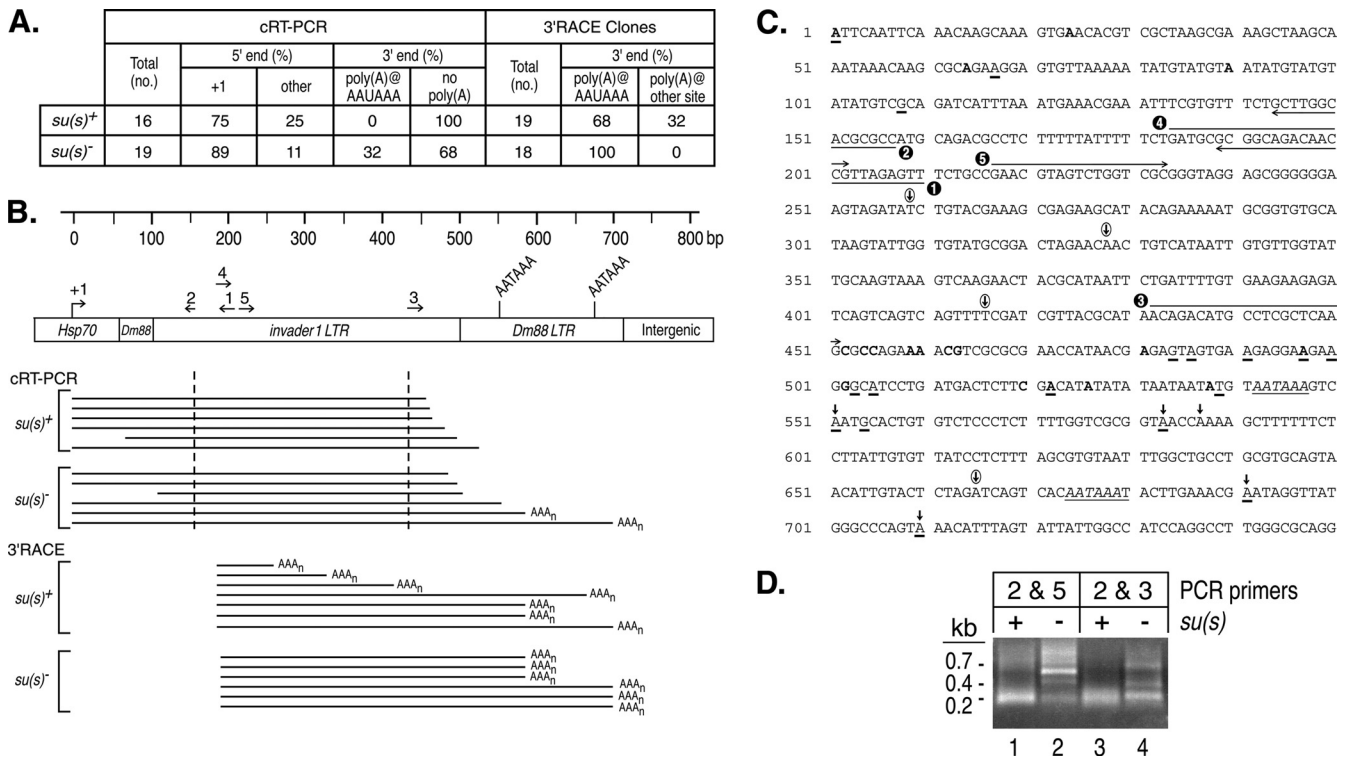 A.
cRT-PCR 3'RACE Clones
Total (no.) 5' end (%) 3' end (%) Total (no.) 3' end (%)
+1 other poly(A)@ AAUAAA no poly(A) poly(A)@ AAUAAA poly(A)@ other site
su(s)+ 16 75 25 0 100 19 68 32
su(s)- 19 89 11 32 68 18 100 0
B.
0 100 200 300 400 500 600 700 800 bp
+1 2 4 1 5 3 AATAAA AATAAA
Hsp70 Dm88 invader1 LTR Dm88 LTR Intergenic
cRT-PCR
su(s)+
su(s)-
AAAn
AAAn
3'RACE
su(s)+
AAAn
AAAn
AAAn
AAAn
AAAn
AAAn
AAAn
su(s)-
AAAn
AAAn
AAAn
AAAn
AAAn
AAAn
C.
1 ATTCAATTCA AACAAGCAAA GTGAACACGT CGCTAAGCGA AAGCTAAGCA
51 AATAAACAAG CGCAGAAGGA GTGTTAAAAA TATGTATGTA AATATGTATGT
101 ATATGTCGCA GATCATTTAA ATGAAACGAA ATTTCGTGTT TCTGCTTGGC
4
151 ACGCGCCATG CAGACGCCTC TTTTTATTTT TCTGATGCGC GGCAGACAAC
2 5
201 CGTTAGAGTT TCTGCCGAAC GTAGTCTGGT CGCGGGTAGG AGCGGGGGGA
1
251 AGTAGATATC TGTACGAAAG CGAGAAGCAT ACAGAAAAAT GCGGTGTGCA
301 TAAGTATTGG TGTATGCGGA CTAGAACAAC TGTCATAATT GTGTTGGTAT
351 TGCAAGTAAA GTCAAGAACT ACGCATAATT CTGATTTTGT GAAGAAGAGA
3
401 TCAGTCAGTC AGTTTTCGAT CGTTACGCAT AACAGACATG CCTCGCTCAA
451 GCGCCAGAAA ACGTCGCGCG AACCATAACG AGAGTAGTGA AGAGGAAGAA
501 GGGCATCCTG ATGACTCTTC GACATATATA TAATAATATG GTAATAAAGTC
551 AATGCACTGT GTCTCCCTCT TTTGGTCGCG GTAACCAAAA GCTTTTTTCT
601 CTTATTGTGT TATCCTCTTT AGCGTGTAAT TTGGCTGCCT GCGTGCAGTA
651 ACATTGTACT CTAGATCAGT CACAATAAAT ACTTGAAACG AATAGGTTAT
701 GGGCCCAGTA AACATTTAGT ATTATTGGCC ATCCAGGCCT TGGGCGCAGG
D.
2 & 5 2 & 3 PCR primers
+ - + - su(s)
kb
0.7
0.4
0.2
1 2 3 4